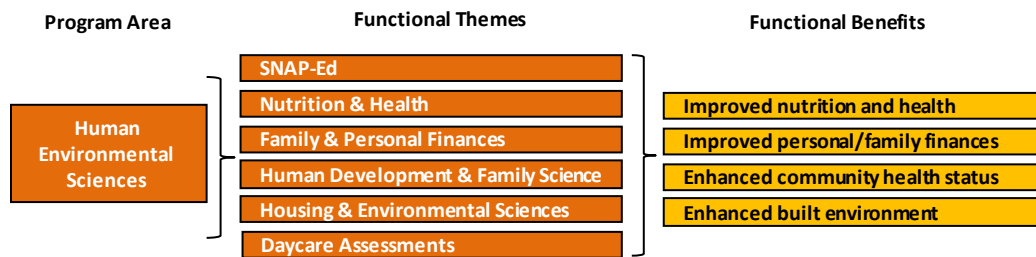 Program Area
Functional Themes
Functional Benefits
Human
Environmental
Sciences
SNAP-Ed
Nutrition & Health
Family & Personal Finances
Human Development & Family Science
Housing & Environmental Sciences
Daycare Assessments
Improved nutrition and health
Improved personal/family finances
Enhanced community health status
Enhanced built environment